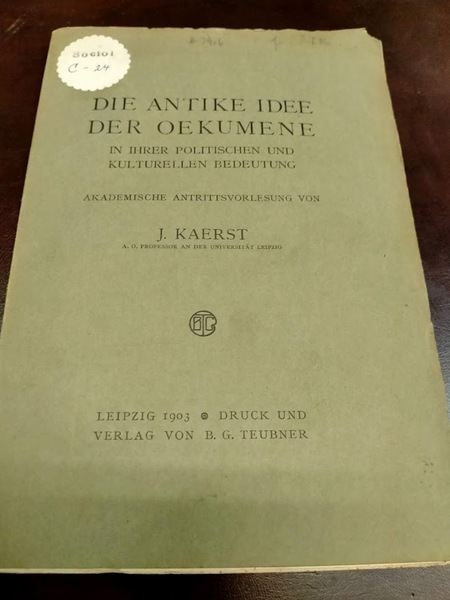 Sociol
C - 24
DIE ANTIKE IDEE
DER OEKUMENE
IN IHRER POLITISCHEN UND
KULTURELLEN BEDEUTUNG
AKADEMISCHE ANTRITTSVORLESUNG VON
J. KAERST
A. O. PROFESSOR AN DER UNIVERSITÄT LEIPZIG
BTG
LEIPZIG 1903 DRUCK UND
VERLAG VON B. G. TEUBNER